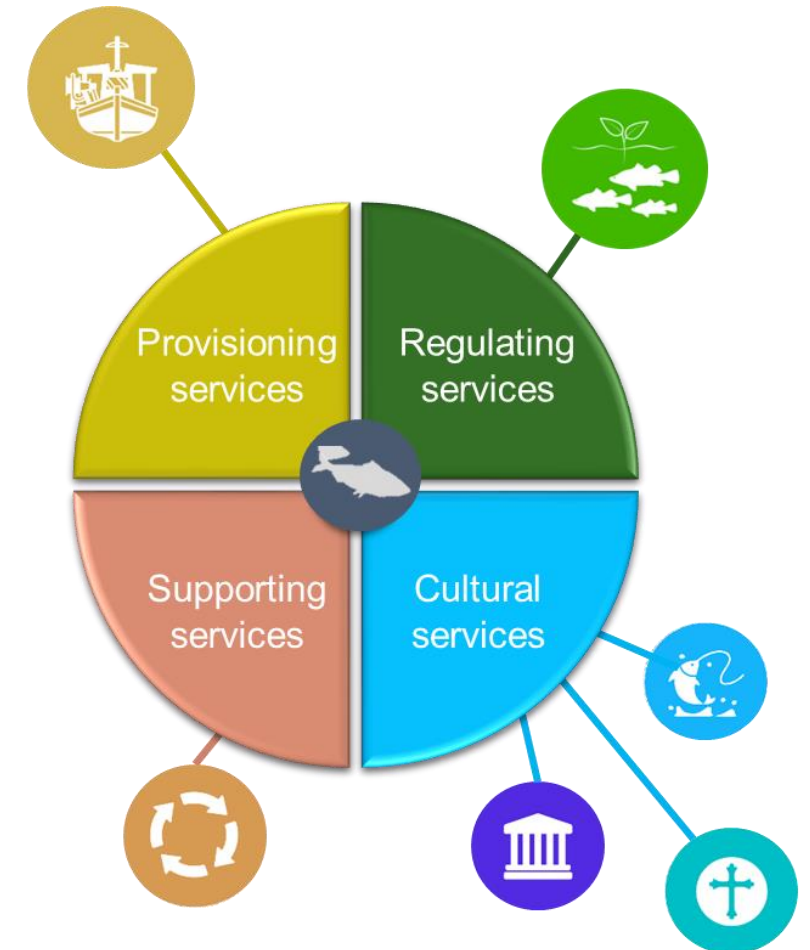 Provisioning
services
Regulating
services
Supporting
services
Cultural
services